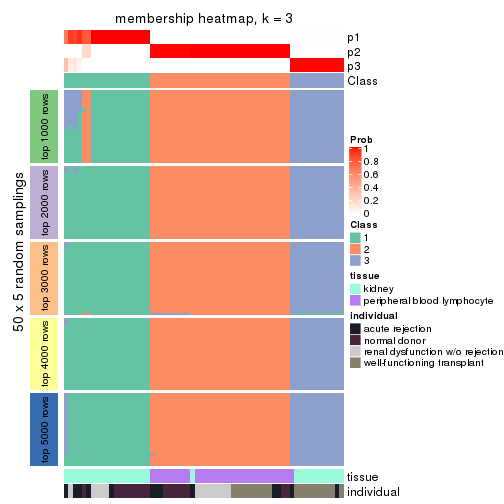 membership heatmap, k = 3
p1
p2
p3
Class
50 x 5 random samplings
top 1000 rows
top 2000 rows
top 3000 rows
top 4000 rows
top 5000 rows
tissue
individual
Prob
1
0.8
0.6
0.4
0.2
0
Class
1
2
3
tissue
kidney
peripheral blood lymphocyte
individual
acute rejection
normal donor
renal dysfunction w/o rejection
well-functioning transplant